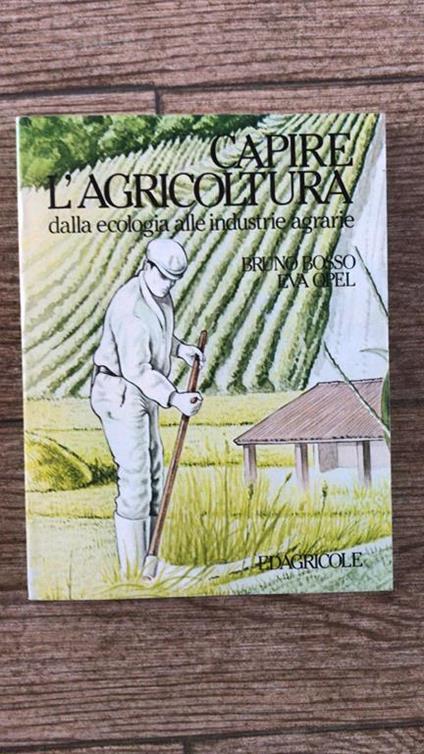 CAPIRE
L'AGRICOLTURA
dalla ecologia alle industrie agrarie
BRUNO BOSSO
EVA OPEL
EDAGRICOLE